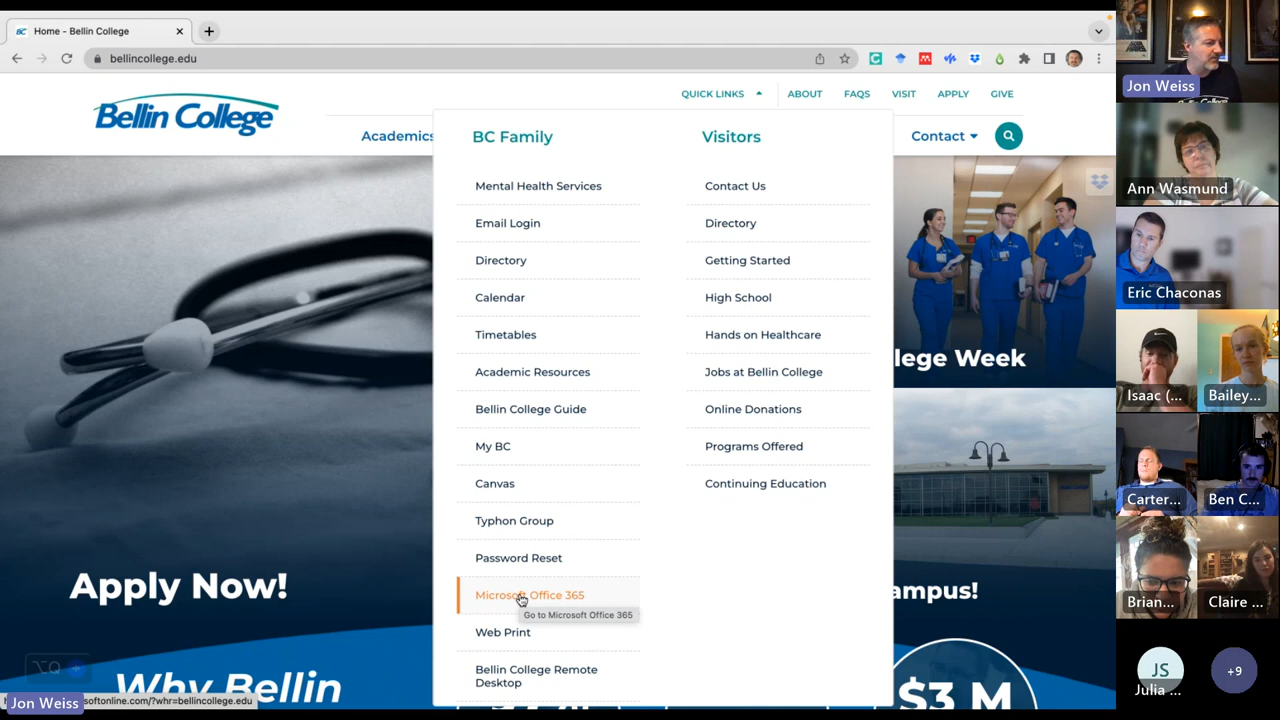 BC Home - Bellin College
bellincollege.edu
QUICK LINKS
ABOUT
FAQS
VISIT
APPLY
GIVE
Bellin College
Academics
Contact
BC Family
Mental Health Services
Email Login
Directory
Calendar
Timetables
Academic Resources
Bellin College Guide
My BC
Canvas
Typhon Group
Password Reset
Microsoft Office 365
Go to Microsoft Office 365
Web Print
Bellin College Remote
Desktop
Visitors
Contact Us
Directory
Getting Started
High School
Hands on Healthcare
Jobs at Bellin College
Online Donations
Programs Offered
Continuing Education
llege Week
Apply Now!
ampus!
Why Bellin
$3 M
softonline.com/?whr=bellincollege.edu
Jon Weiss
Jon Weiss
Ann Wasmund
Eric Chaconas
Isaac (...
Bailey...
Carter...
Ben C...
Brian...
Claire ...
JS
Julia ...
+9